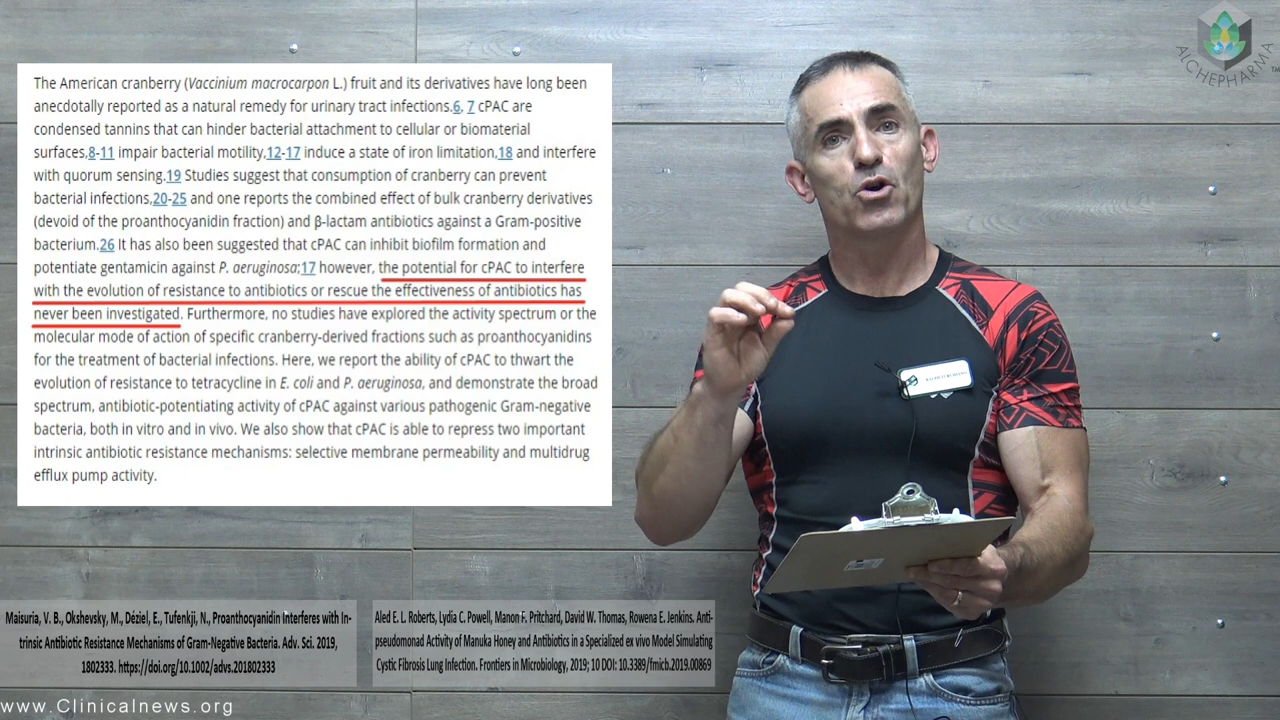 ALCHEPHARMA™
The American cranberry (Vaccinium macrocarpon L.) fruit and its derivatives have long been
anecdotally reported as a natural remedy for urinary tract infections.6, 7 cPAC are
condensed tannins that can hinder bacterial attachment to cellular or biomaterial
surfaces,8-11 impair bacterial motility,12-17 induce a state of iron limitation,18 and interfere
with quorum sensing.19 Studies suggest that consumption of cranberry can prevent
bacterial infections,20-25 and one reports the combined effect of bulk cranberry derivatives
(devoid of the proanthocyanidin fraction) and β-lactam antibiotics against a Gram-positive
bacterium.26 It has also been suggested that cPAC can inhibit biofilm formation and
potentiate gentamicin against P. aeruginosa;17 however, the potential for cPAC to interfere
with the evolution of resistance to antibiotics or rescue the effectiveness of antibiotics has
never been investigated. Furthermore, no studies have explored the activity spectrum or the
molecular mode of action of specific cranberry-derived fractions such as proanthocyanidins
for the treatment of bacterial infections. Here, we report the ability of cPAC to thwart the
evolution of resistance to tetracycline in E. coli and P. aeruginosa, and demonstrate the broad
spectrum, antibiotic-potentiating activity of cPAC against various pathogenic Gram-negative
bacteria, both in vitro and in vivo. We also show that cPAC is able to repress two important
intrinsic antibiotic resistance mechanisms: selective membrane permeability and multidrug
efflux pump activity.
Maisuria, V. B., Okshevsky, M., Déziel, E., Tufenkji, N., Proanthocyanidin Interferes with In-
trinsic Antibiotic Resistance Mechanisms of Gram-Negative Bacteria. Adv. Sci. 2019,
1802333. https://doi.org/10.1002/advs.201802333
Aled E. L. Roberts, Lydia C. Powell, Manon F. Pritchard, David W. Thomas, Rowena E. Jenkins. Anti-
pseudomonad Activity of Manuka Honey and Antibiotics in a Specialized ex vivo Model Simulating
Cystic Fibrosis Lung Infection. Frontiers in Microbiology, 2019; 10 DOI: 10.3389/fmicb.2019.00869
www.Clinicalnews.org